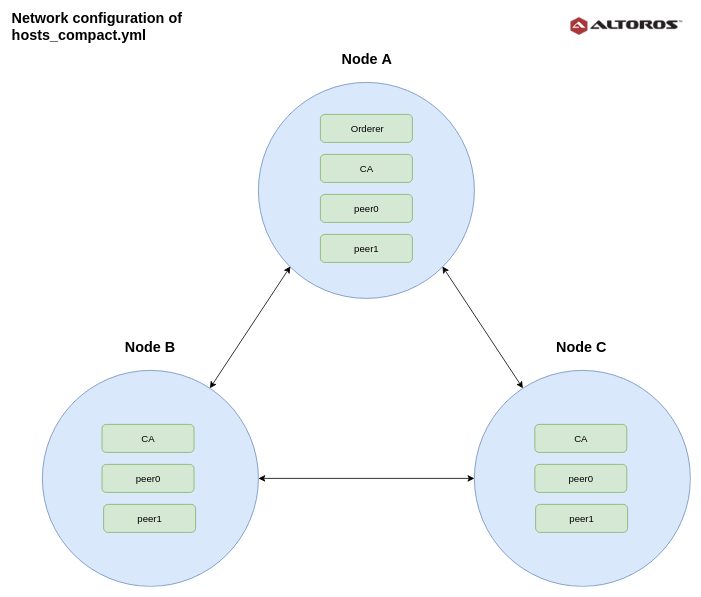 Network configuration of
hosts_compact.yml
ALTOROS
Node A
Orderer
CA
peer0
peer1
Node B
CA
peer0
peer1
Node C
CA
peer0
peer1